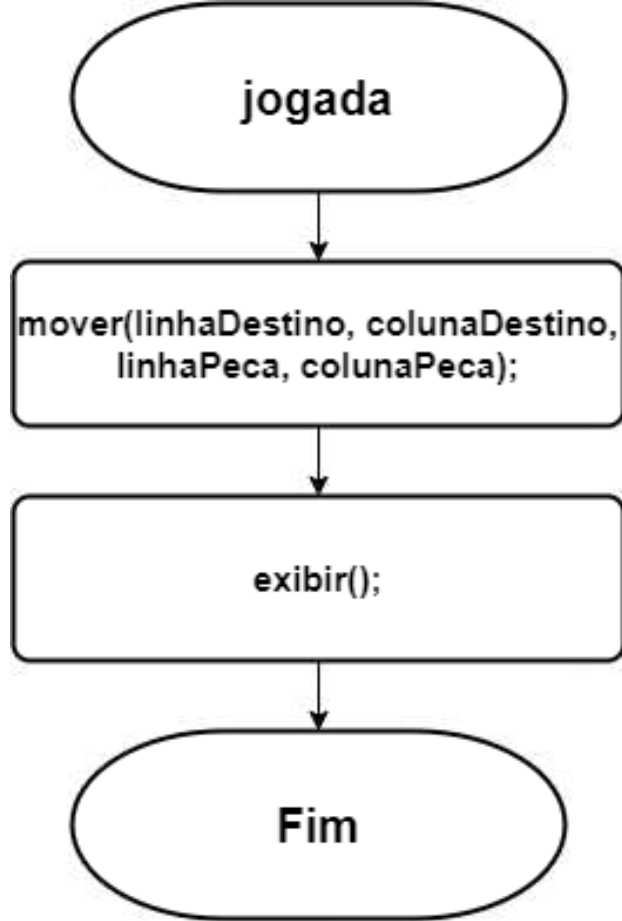 jogada
mover(linhaDestino, colunaDestino,
linhaPeca, colunaPeca);
exibir();
Fim